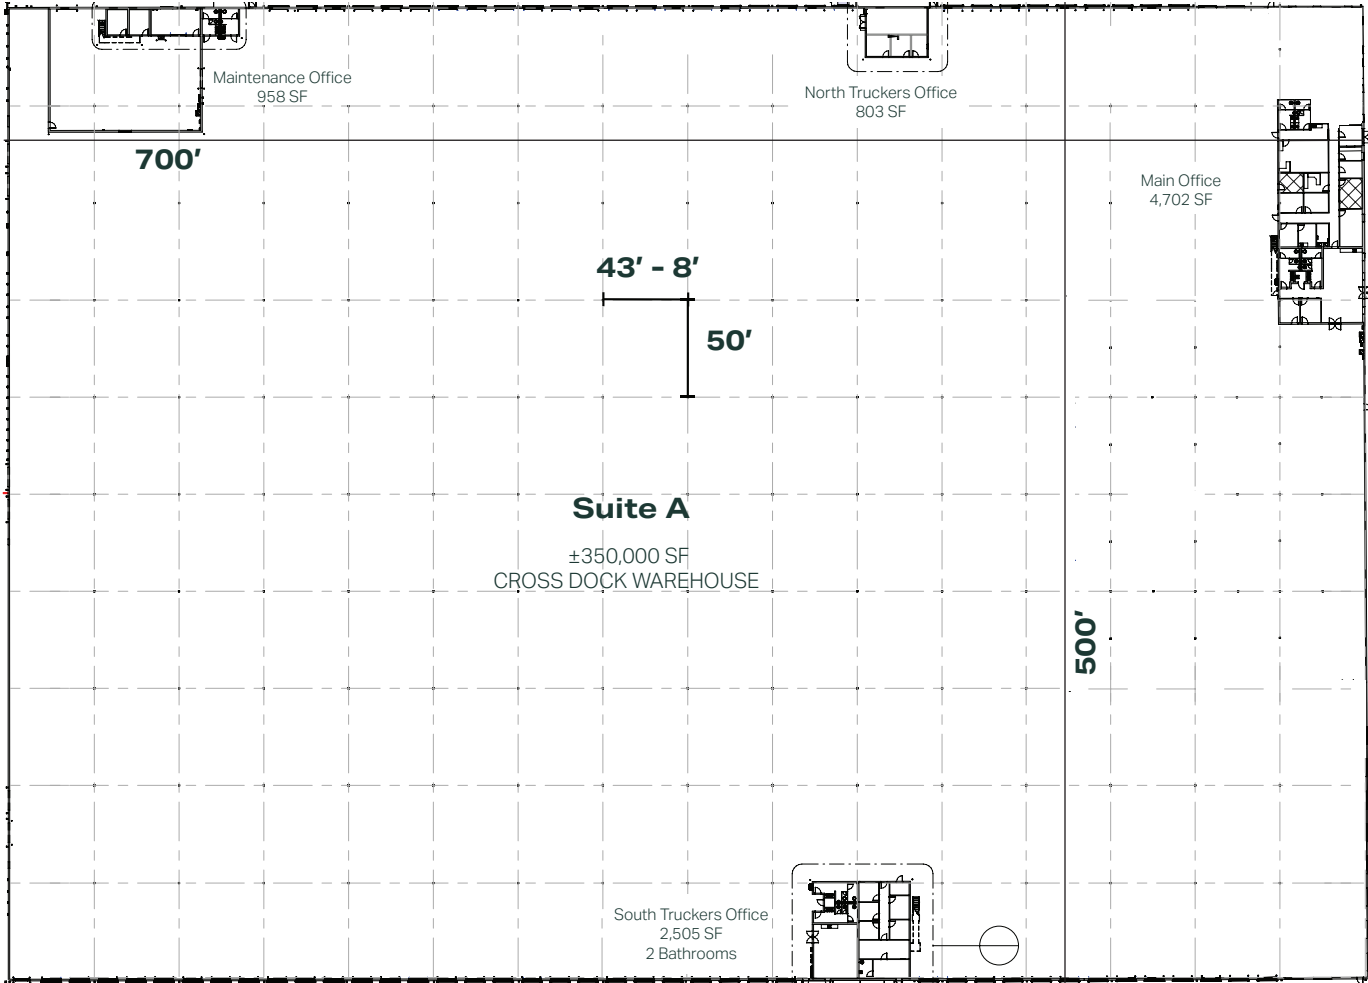 Maintenance Office
958 SF
North Truckers Office
803 SF
700′
Main Office
4,702 SF
43′ - 8′
50′
Suite A
±350,000 SF
CROSS DOCK WAREHOUSE
500′
South Truckers Office
2,505 SF
2 Bathrooms